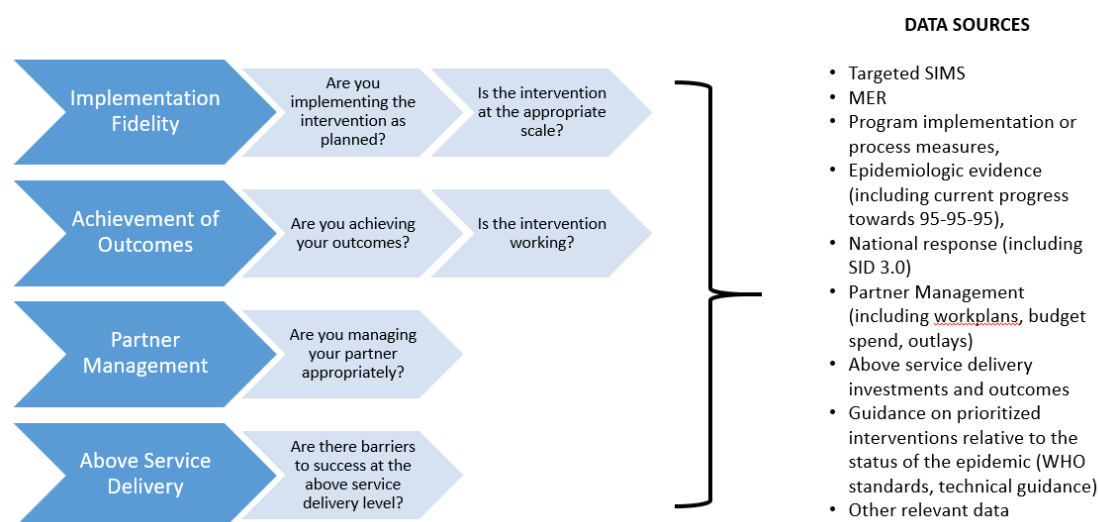 DATA SOURCES
Implementation
Fidelity
Are you
implementing the
intervention as
planned?
Is the intervention
at the appropriate
scale?
Achievement of
Outcomes
Are you achieving
your outcomes?
Is the intervention
working?
Partner
Management
Are you managing
your partner
appropriately?
Above Service
Delivery
Are there barriers
to success at the
above service
delivery level?
• Targeted SIMS
• MER
• Program implementation or
process measures,
• Epidemiologic evidence
(including current progress
towards 95-95-95),
• National response (including
SID 3.0)
• Partner Management
(including workplans, budget
spend, outlays)
• Above service delivery
investments and outcomes
• Guidance on prioritized
interventions relative to the
status of the epidemic (WHO
standards, technical guidance)
• Other relevant data